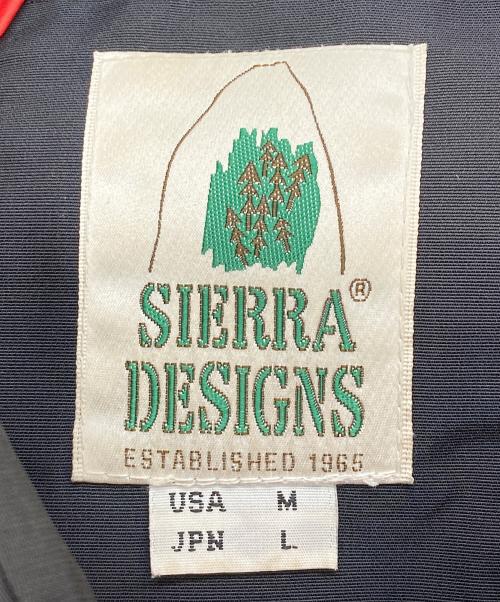 SIERRA®
DESIGNS
ESTABLISHED 1965
USA M
JPN L